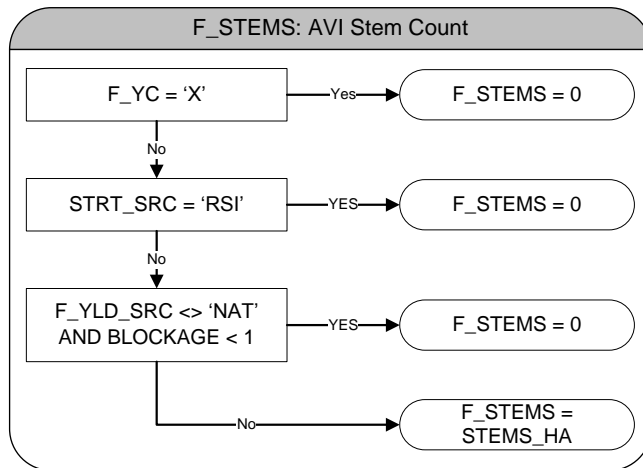 F_STEMS: AVI Stem Count
F_YC = ‘X’
Yes
F_STEMS = 0
No
STRT_SRC = ‘RSI’
YES
F_STEMS = 0
No
F_YLD_SRC <> ‘NAT’
AND BLOCKAGE < 1
YES
F_STEMS = 0
No
F_STEMS =
STEMS_HA